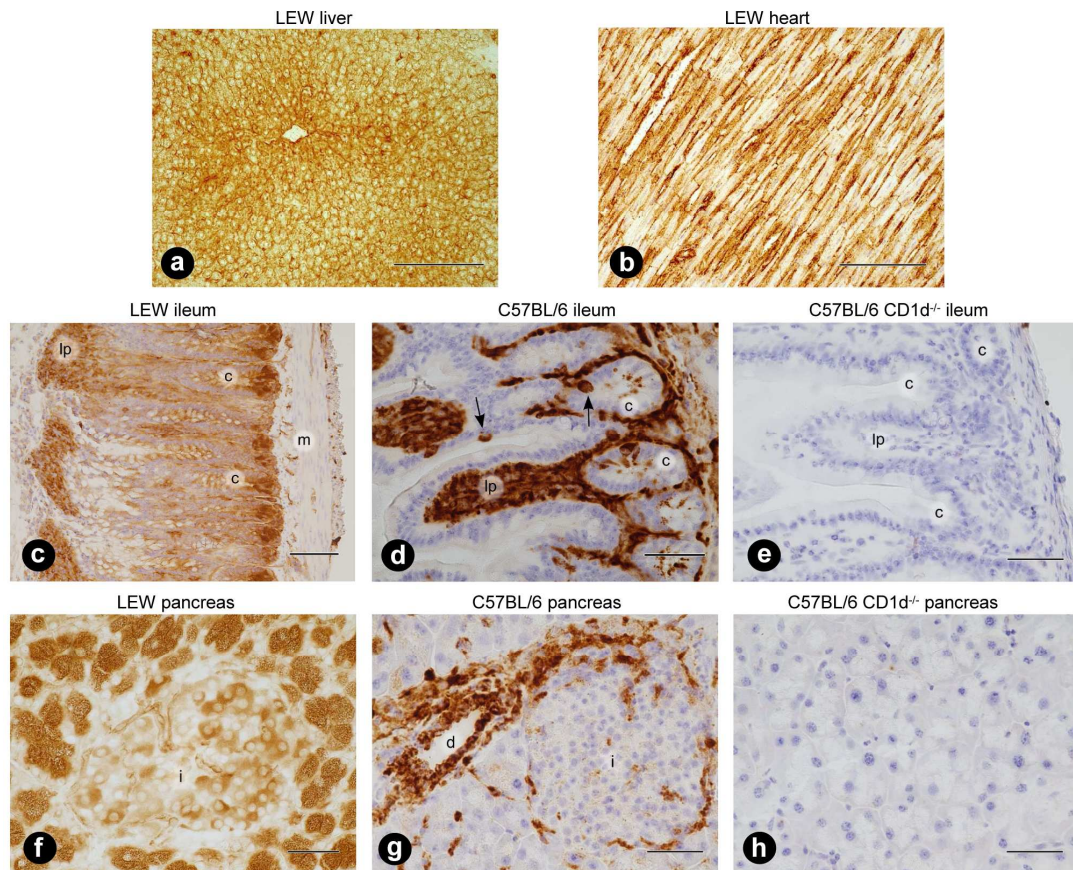 LEW liver
LEW heart
a
b
LEW ileum
C57BL/6 ileum
C57BL/6 CD1d-/- ileum
lp
c
c
m
c
c
lp
c
lp
c
c
d
e
LEW pancreas
C57BL/6 pancreas
C57BL/6 CD1d-/- pancreas
i
d
i
f
g
h